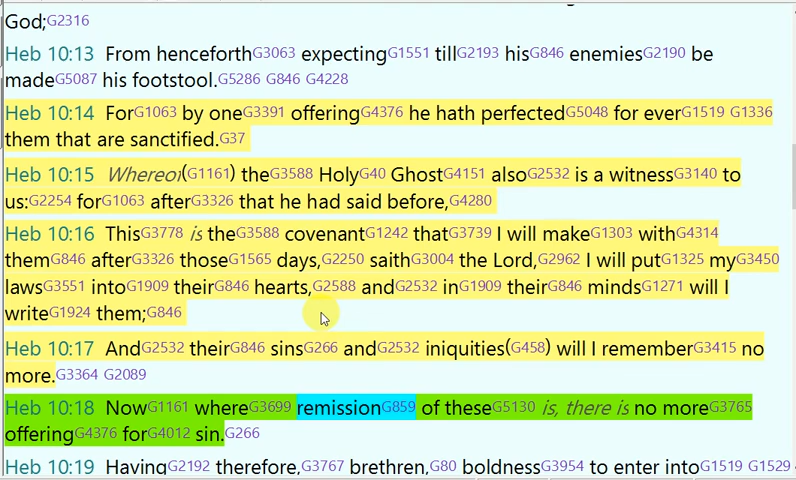 God;G2316
Heb 10:13 From henceforthG3063 expectingG1551 tillG2193 hisG846 enemiesG2190 be
madeG5087 his footstool.G5286 G846 G4228
Heb 10:14 ForG1063 by oneG3391 offeringG4376 he hath perfectedG5048 for everG1519 G1336
them that are sanctified.G37
Heb 10:15 Whereof(G1161) theG3588 HolyG40 GhostG4151 alsoG2532 is a witnessG3140 to
us:G2254 forG1063 afterG3326 that he had said before,G4280
Heb 10:16 ThisG3778 is theG3588 covenantG1242 thatG3739 I will makeG1303 withG4314
themG846 afterG3326 thoseG1565 days,G2250 saithG3004 the Lord,G2962 I will putG1325 myG3450
lawsG3551 intoG1909 theirG846 hearts,G2588 andG2532 inG1909 theirG846 mindsG1271 will I
writeG1924 them;G846
Heb 10:17 AndG2532 theirG846 sinsG266 andG2532 iniquities(G458) will I rememberG3415 no
more.G3364 G2089
Heb 10:18 NowG1161 whereG3699 remissionG859 of theseG5130 is, there is no moreG3765
offeringG4376 forG4012 sin.G266
Heb 10:19 HavingG2192 therefore,G3767 brethren,G80 boldnessG3954 to enter intoG1519 G1529